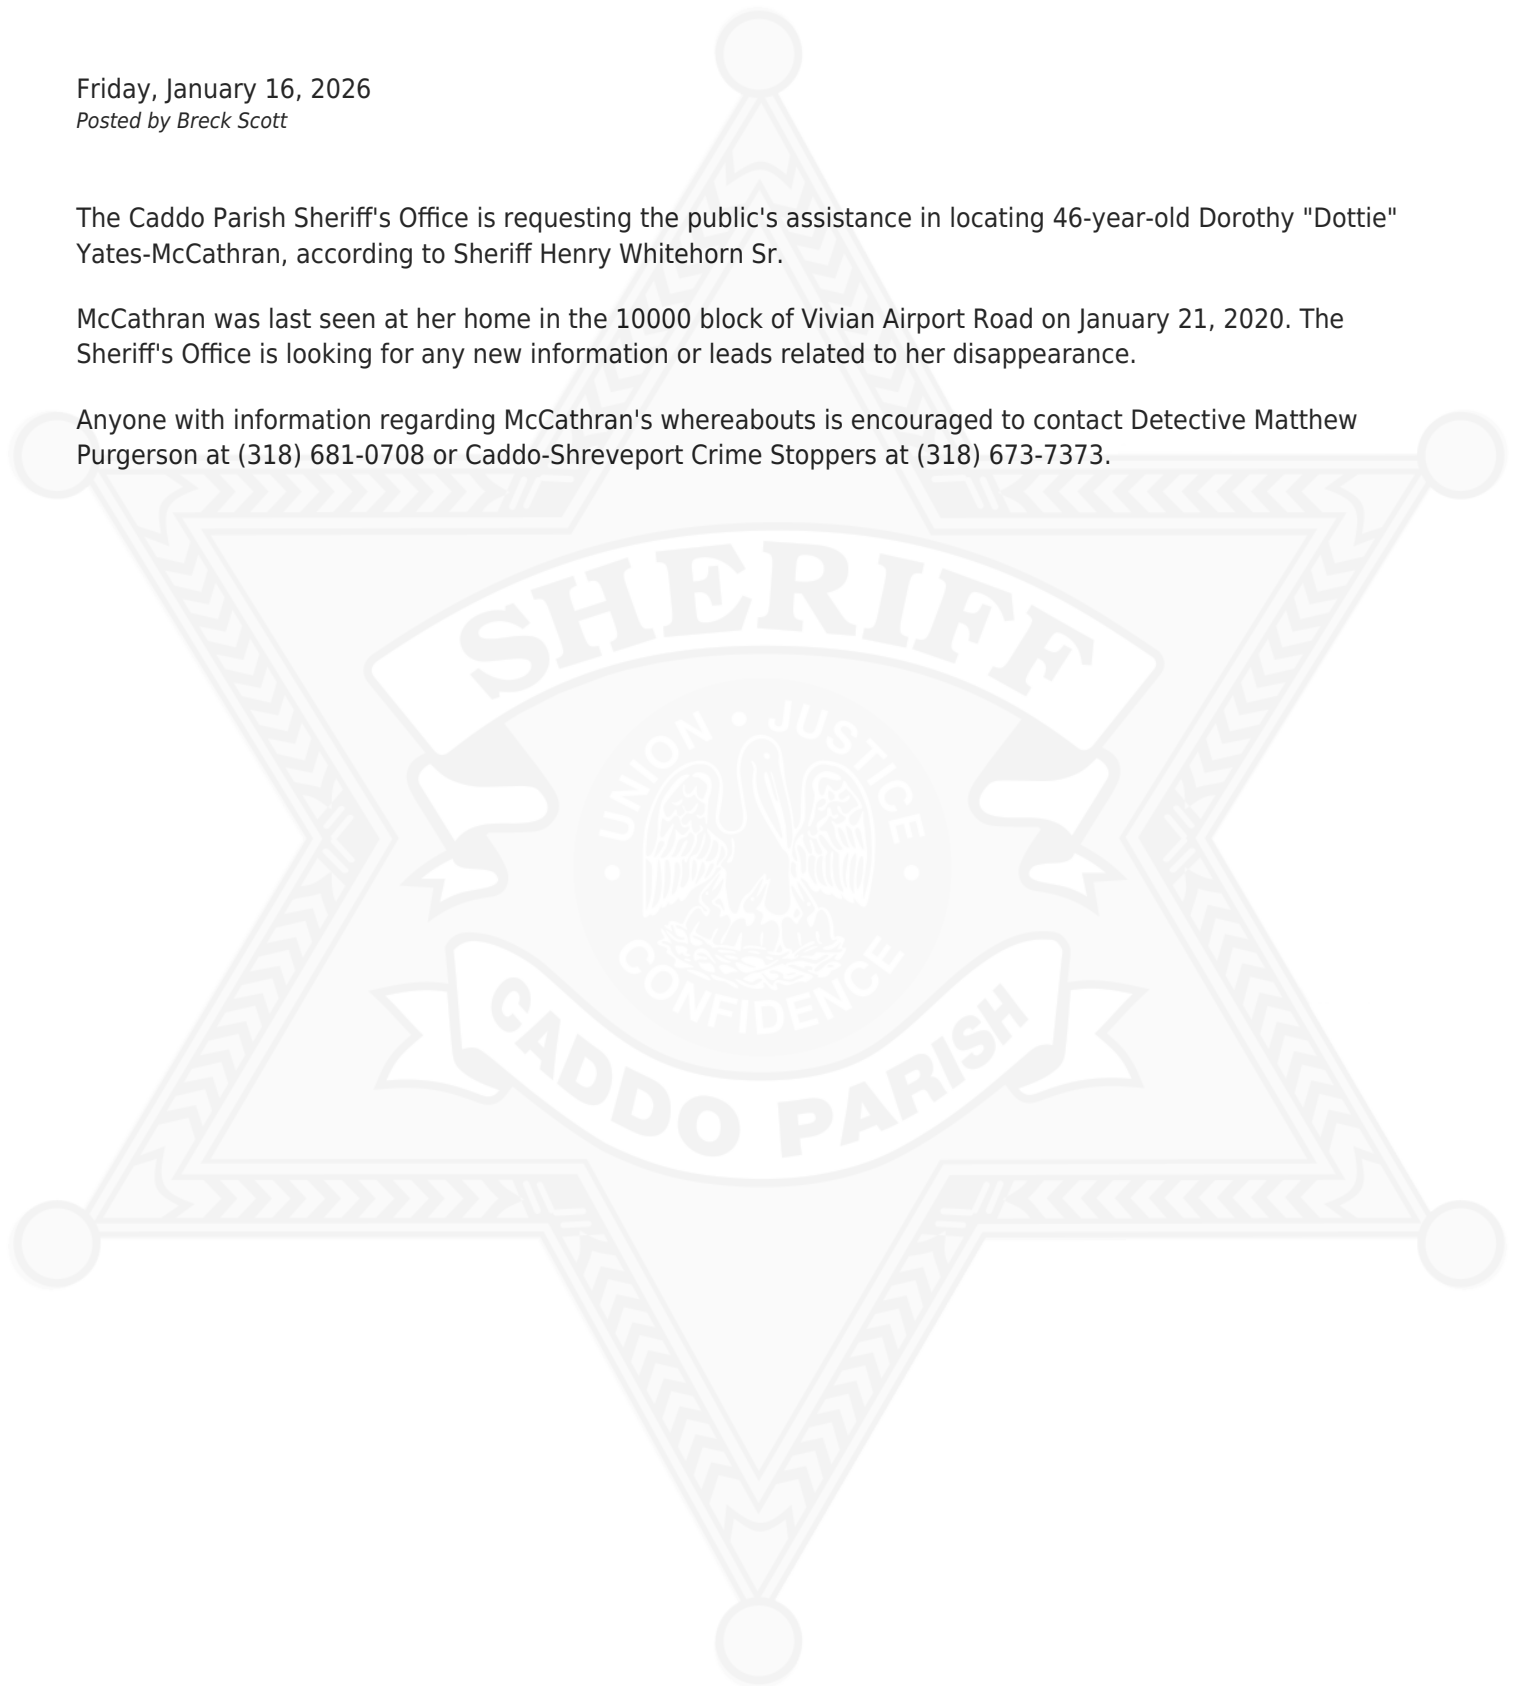 Friday, January 16, 2026
Posted by Breck Scott
The Caddo Parish Sheriff's Office is requesting the public's assistance in locating 46-year-old Dorothy "Dottie"
Yates-McCathran, according to Sheriff Henry Whitehorn Sr.
McCathran was last seen at her home in the 10000 block of Vivian Airport Road on January 21, 2020. The
Sheriff's Office is looking for any new information or leads related to her disappearance.
Anyone with information regarding McCathran's whereabouts is encouraged to contact Detective Matthew
Purgerson at (318) 681-0708 or Caddo-Shreveport Crime Stoppers at (318) 673-7373.
SHERIFF
UNION • JUSTICE
CONFIDENCE
CADDO PARISH